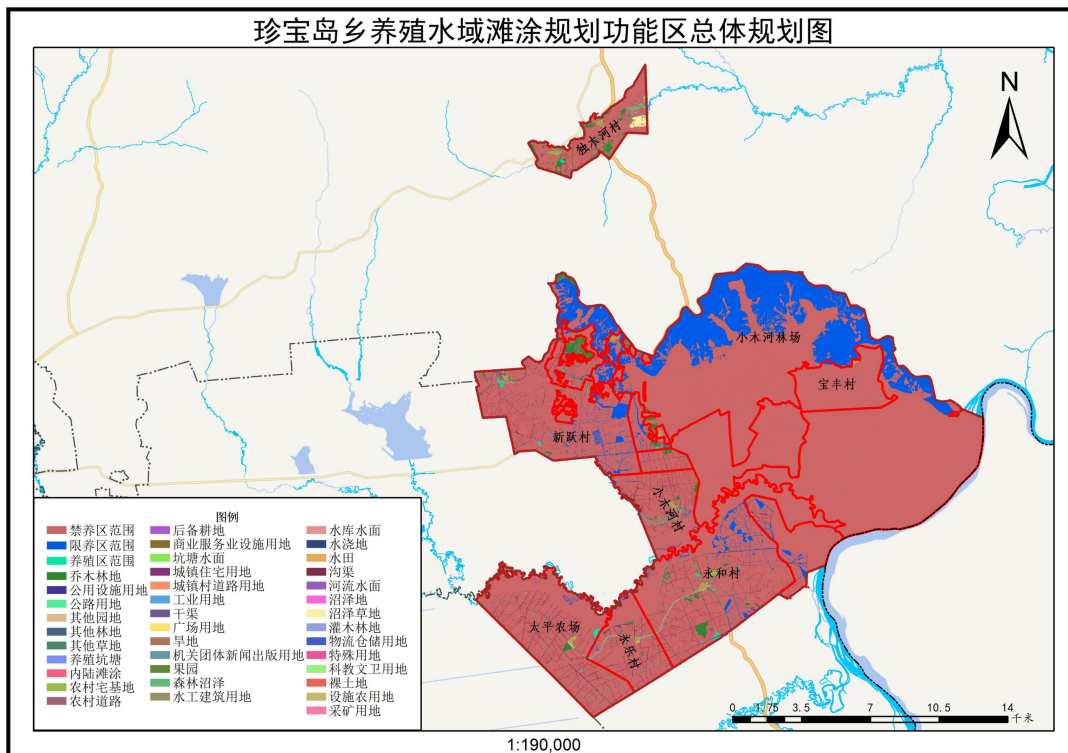 珍宝岛乡养殖水域滩涂规划功能区总体规划图
N
独木河村
小木河林场
宝丰村
新跃村
小木河村
永和村
太平农场
永乐村
图例
禁养区范围
限养区范围
养殖区范围
乔木林地
公用设施用地
公路用地
其他园地
其他林地
其他草地
养殖坑塘
内陆滩涂
农村宅基地
农村道路
后备耕地
商业服务业设施用地
坑塘水面
城镇住宅用地
城镇村道路用地
工业用地
干渠
广场用地
旱地
机关团体新闻出版用地
果园
森林沼泽
水工建筑用地
水库水面
水浇地
水田
沟渠
河流水面
沼泽地
沼泽草地
灌木林地
物流仓储用地
特殊用地
科教文卫用地
裸土地
设施农用地
采矿用地
0 1.75 3.5 7 10.5 14
千米
1:190,000